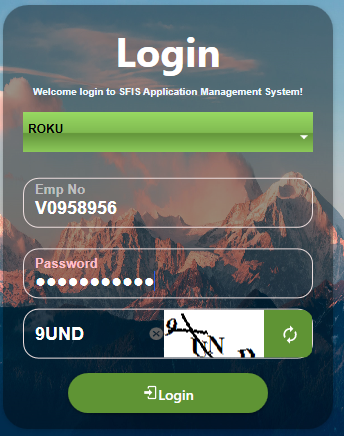 Login
Welcome login to SFIS Application Management System!
ROKU
Emp No
V0958956
Password
9UND
Login